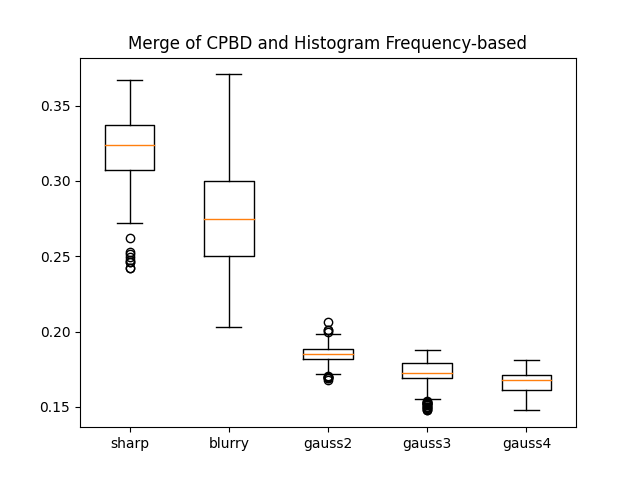 Merge of CPBD and Histogram Frequency-based
0.35
0.30
0.25
0.20
0.15
sharp blurry gauss2 gauss3 gauss4